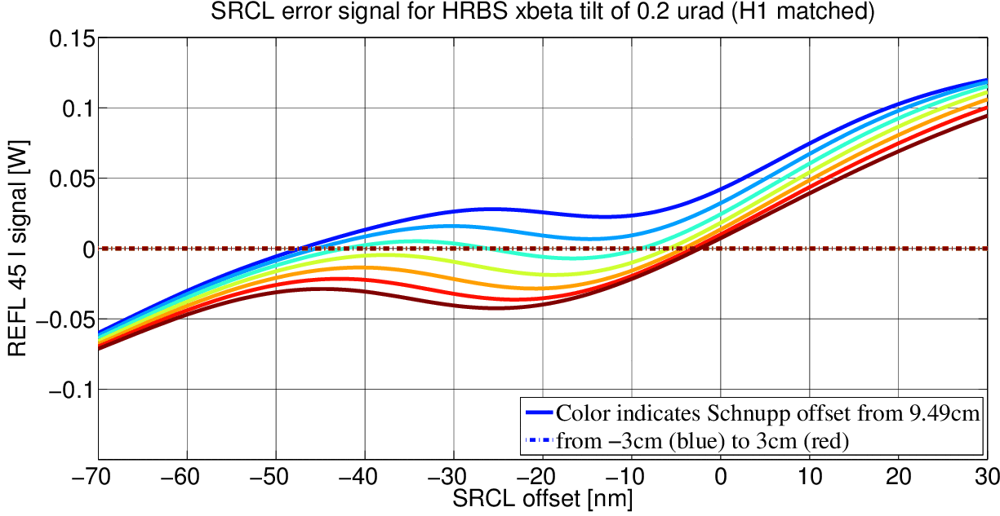 SRCL error signal for HRBS xbeta tilt of 0.2 urad (H1 matched)
0.15
0.1
0.05
0
−0.05
−0.1
REFL 45 I signal [W]
Color indicates Schnupp offset from 9.49cm
from −3cm (blue) to 3cm (red)
−70 −60 −50 −40 −30 −20 −10 0 10 20 30
SRCL offset [nm]